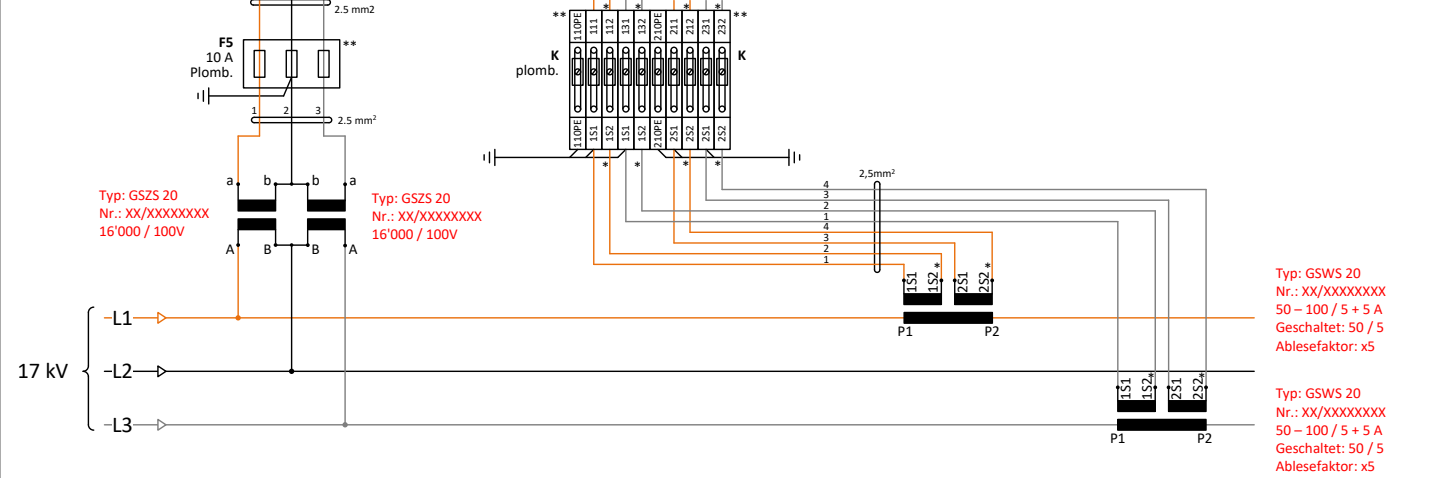 2.5 mm2
** 110PE 111 112 131 132 210PE 211 212 231 232 **
* * * *
F5 **
10 A
Plomb.
K K
plomb.
1 2 3
2.5 mm²
110PE 1S1 1S2 1S1 1S2 210PE 2S1 2S2 2S1 2S2
* * * *
2,5mm²
a b b a
4
3
2
1
4
3
2
1
Typ: GSZS 20
Nr.: XX/XXXXXXXX
16'000 / 100V
Typ: GSZS 20
Nr.: XX/XXXXXXXX
16'000 / 100V
A B B A
1S1 1S2* 2S1 2S2*
P1 P2
Typ: GSWS 20
Nr.: XX/XXXXXXXX
50 – 100 / 5 + 5 A
Geschaltet: 50 / 5
Ablesefaktor: x5
17 kV
L1
L2
L3
1S1 1S2* 2S1 2S2*
P1 P2
Typ: GSWS 20
Nr.: XX/XXXXXXXX
50 – 100 / 5 + 5 A
Geschaltet: 50 / 5
Ablesefaktor: x5